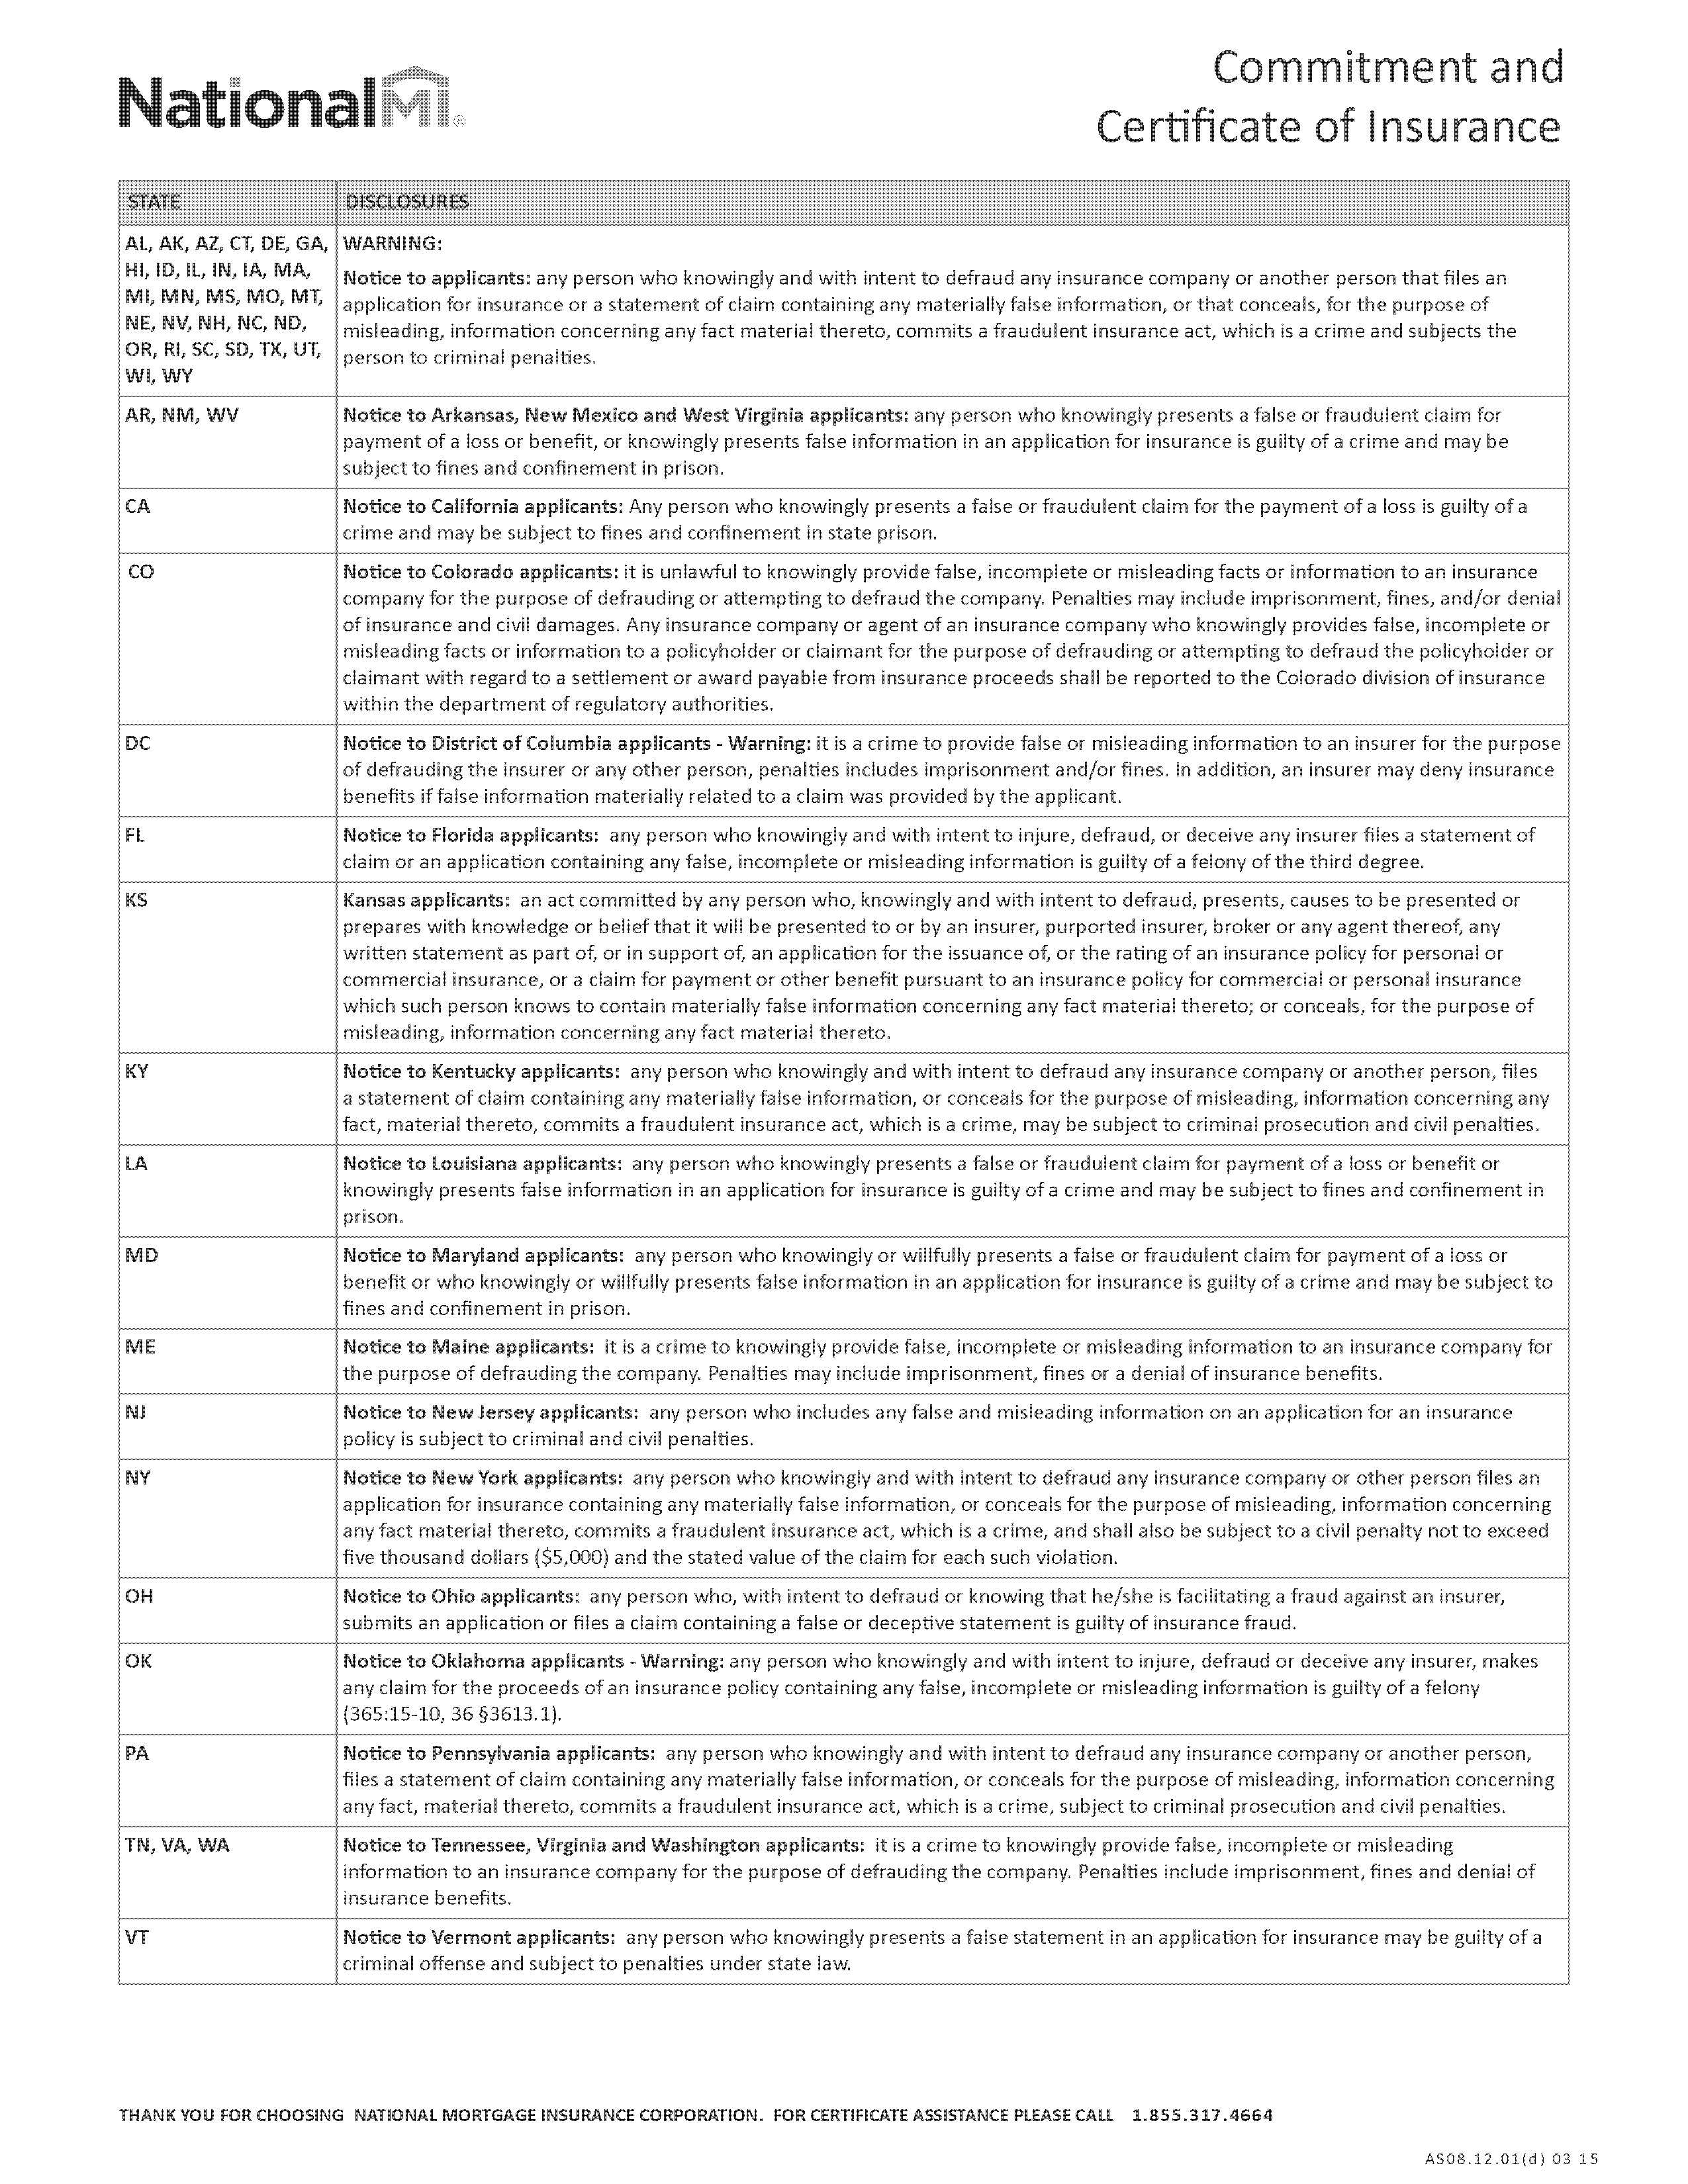 NationalMI®
Commitment and
Certificate of Insurance
STATE
DISCLOSURES
AL, AK, AZ, CT, DE, GA,
HI, ID, IL, IN, IA, MA,
MI, MN, MS, MO, MT,
NE, NV, NH, NC, ND,
OR, RI, SC, SD, TX, UT,
WI, WY
WARNING:
Notice to applicants: any person who knowingly and with intent to defraud any insurance company or another person that files an
application for insurance or a statement of claim containing any materially false information, or that conceals, for the purpose of
misleading, information concerning any fact material thereto, commits a fraudulent insurance act, which is a crime and subjects the
person to criminal penalties.
AR, NM, WV
Notice to Arkansas, New Mexico and West Virginia applicants: any person who knowingly presents a false or fraudulent claim for
payment of a loss or benefit, or knowingly presents false information in an application for insurance is guilty of a crime and may be
subject to fines and confinement in prison.
CA
Notice to California applicants: Any person who knowingly presents a false or fraudulent claim for the payment of a loss is guilty of a
crime and may be subject to fines and confinement in state prison.
CO
Notice to Colorado applicants: it is unlawful to knowingly provide false, incomplete or misleading facts or information to an insurance
company for the purpose of defrauding or attempting to defraud the company. Penalties may include imprisonment, fines, and/or denial
of insurance and civil damages. Any insurance company or agent of an insurance company who knowingly provides false, incomplete or
misleading facts or information to a policyholder or claimant for the purpose of defrauding or attempting to defraud the policyholder or
claimant with regard to a settlement or award payable from insurance proceeds shall be reported to the Colorado division of insurance
within the department of regulatory authorities.
DC
Notice to District of Columbia applicants - Warning: it is a crime to provide false or misleading information to an insurer for the purpose
of defrauding the insurer or any other person, penalties includes imprisonment and/or fines. In addition, an insurer may deny insurance
benefits if false information materially related to a claim was provided by the applicant.
FL
Notice to Florida applicants: any person who knowingly and with intent to injure, defraud, or deceive any insurer files a statement of
claim or an application containing any false, incomplete or misleading information is guilty of a felony of the third degree.
KS
Kansas applicants: an act committed by any person who, knowingly and with intent to defraud, presents, causes to be presented or
prepares with knowledge or belief that it will be presented to or by an insurer, purported insurer, broker or any agent thereof, any
written statement as part of, or in support of, an application for the issuance of, or the rating of an insurance policy for personal or
commercial insurance, or a claim for payment or other benefit pursuant to an insurance policy for commercial or personal insurance
which such person knows to contain materially false information concerning any fact material thereto; or conceals, for the purpose of
misleading, information concerning any fact material thereto.
KY
Notice to Kentucky applicants: any person who knowingly and with intent to defraud any insurance company or another person, files
a statement of claim containing any materially false information, or conceals for the purpose of misleading, information concerning any
fact, material thereto, commits a fraudulent insurance act, which is a crime, may be subject to criminal prosecution and civil penalties.
LA
Notice to Louisiana applicants: any person who knowingly presents a false or fraudulent claim for payment of a loss or benefit or
knowingly presents false information in an application for insurance is guilty of a crime and may be subject to fines and confinement in
prison.
MD
Notice to Maryland applicants: any person who knowingly or willfully presents a false or fraudulent claim for payment of a loss or
benefit or who knowingly or willfully presents false information in an application for insurance is guilty of a crime and may be subject to
fines and confinement in prison.
ME
Notice to Maine applicants: it is a crime to knowingly provide false, incomplete or misleading information to an insurance company for
the purpose of defrauding the company. Penalties may include imprisonment, fines or a denial of insurance benefits.
NJ
Notice to New Jersey applicants: any person who includes any false and misleading information on an application for an insurance
policy is subject to criminal and civil penalties.
NY
Notice to New York applicants: any person who knowingly and with intent to defraud any insurance company or other person files an
application for insurance containing any materially false information, or conceals for the purpose of misleading, information concerning
any fact material thereto, commits a fraudulent insurance act, which is a crime, and shall also be subject to a civil penalty not to exceed
five thousand dollars ($5,000) and the stated value of the claim for each such violation.
OH
Notice to Ohio applicants: any person who, with intent to defraud or knowing that he/she is facilitating a fraud against an insurer,
submits an application or files a claim containing a false or deceptive statement is guilty of insurance fraud.
OK
Notice to Oklahoma applicants - Warning: any person who knowingly and with intent to injure, defraud or deceive any insurer, makes
any claim for the proceeds of an insurance policy containing any false, incomplete or misleading information is guilty of a felony
(365:15-10, 36 §3613.1).
PA
Notice to Pennsylvania applicants: any person who knowingly and with intent to defraud any insurance company or another person,
files a statement of claim containing any materially false information, or conceals for the purpose of misleading, information concerning
any fact, material thereto, commits a fraudulent insurance act, which is a crime, subject to criminal prosecution and civil penalties.
TN, VA, WA
Notice to Tennessee, Virginia and Washington applicants: it is a crime to knowingly provide false, incomplete or misleading
information to an insurance company for the purpose of defrauding the company. Penalties include imprisonment, fines and denial of
insurance benefits.
VT
Notice to Vermont applicants: any person who knowingly presents a false statement in an application for insurance may be guilty of a
criminal offense and subject to penalties under state law.
THANK YOU FOR CHOOSING NATIONAL MORTGAGE INSURANCE CORPORATION. FOR CERTIFICATE ASSISTANCE PLEASE CALL 1.855.317.4664
AS08.12.01(d) 03 15